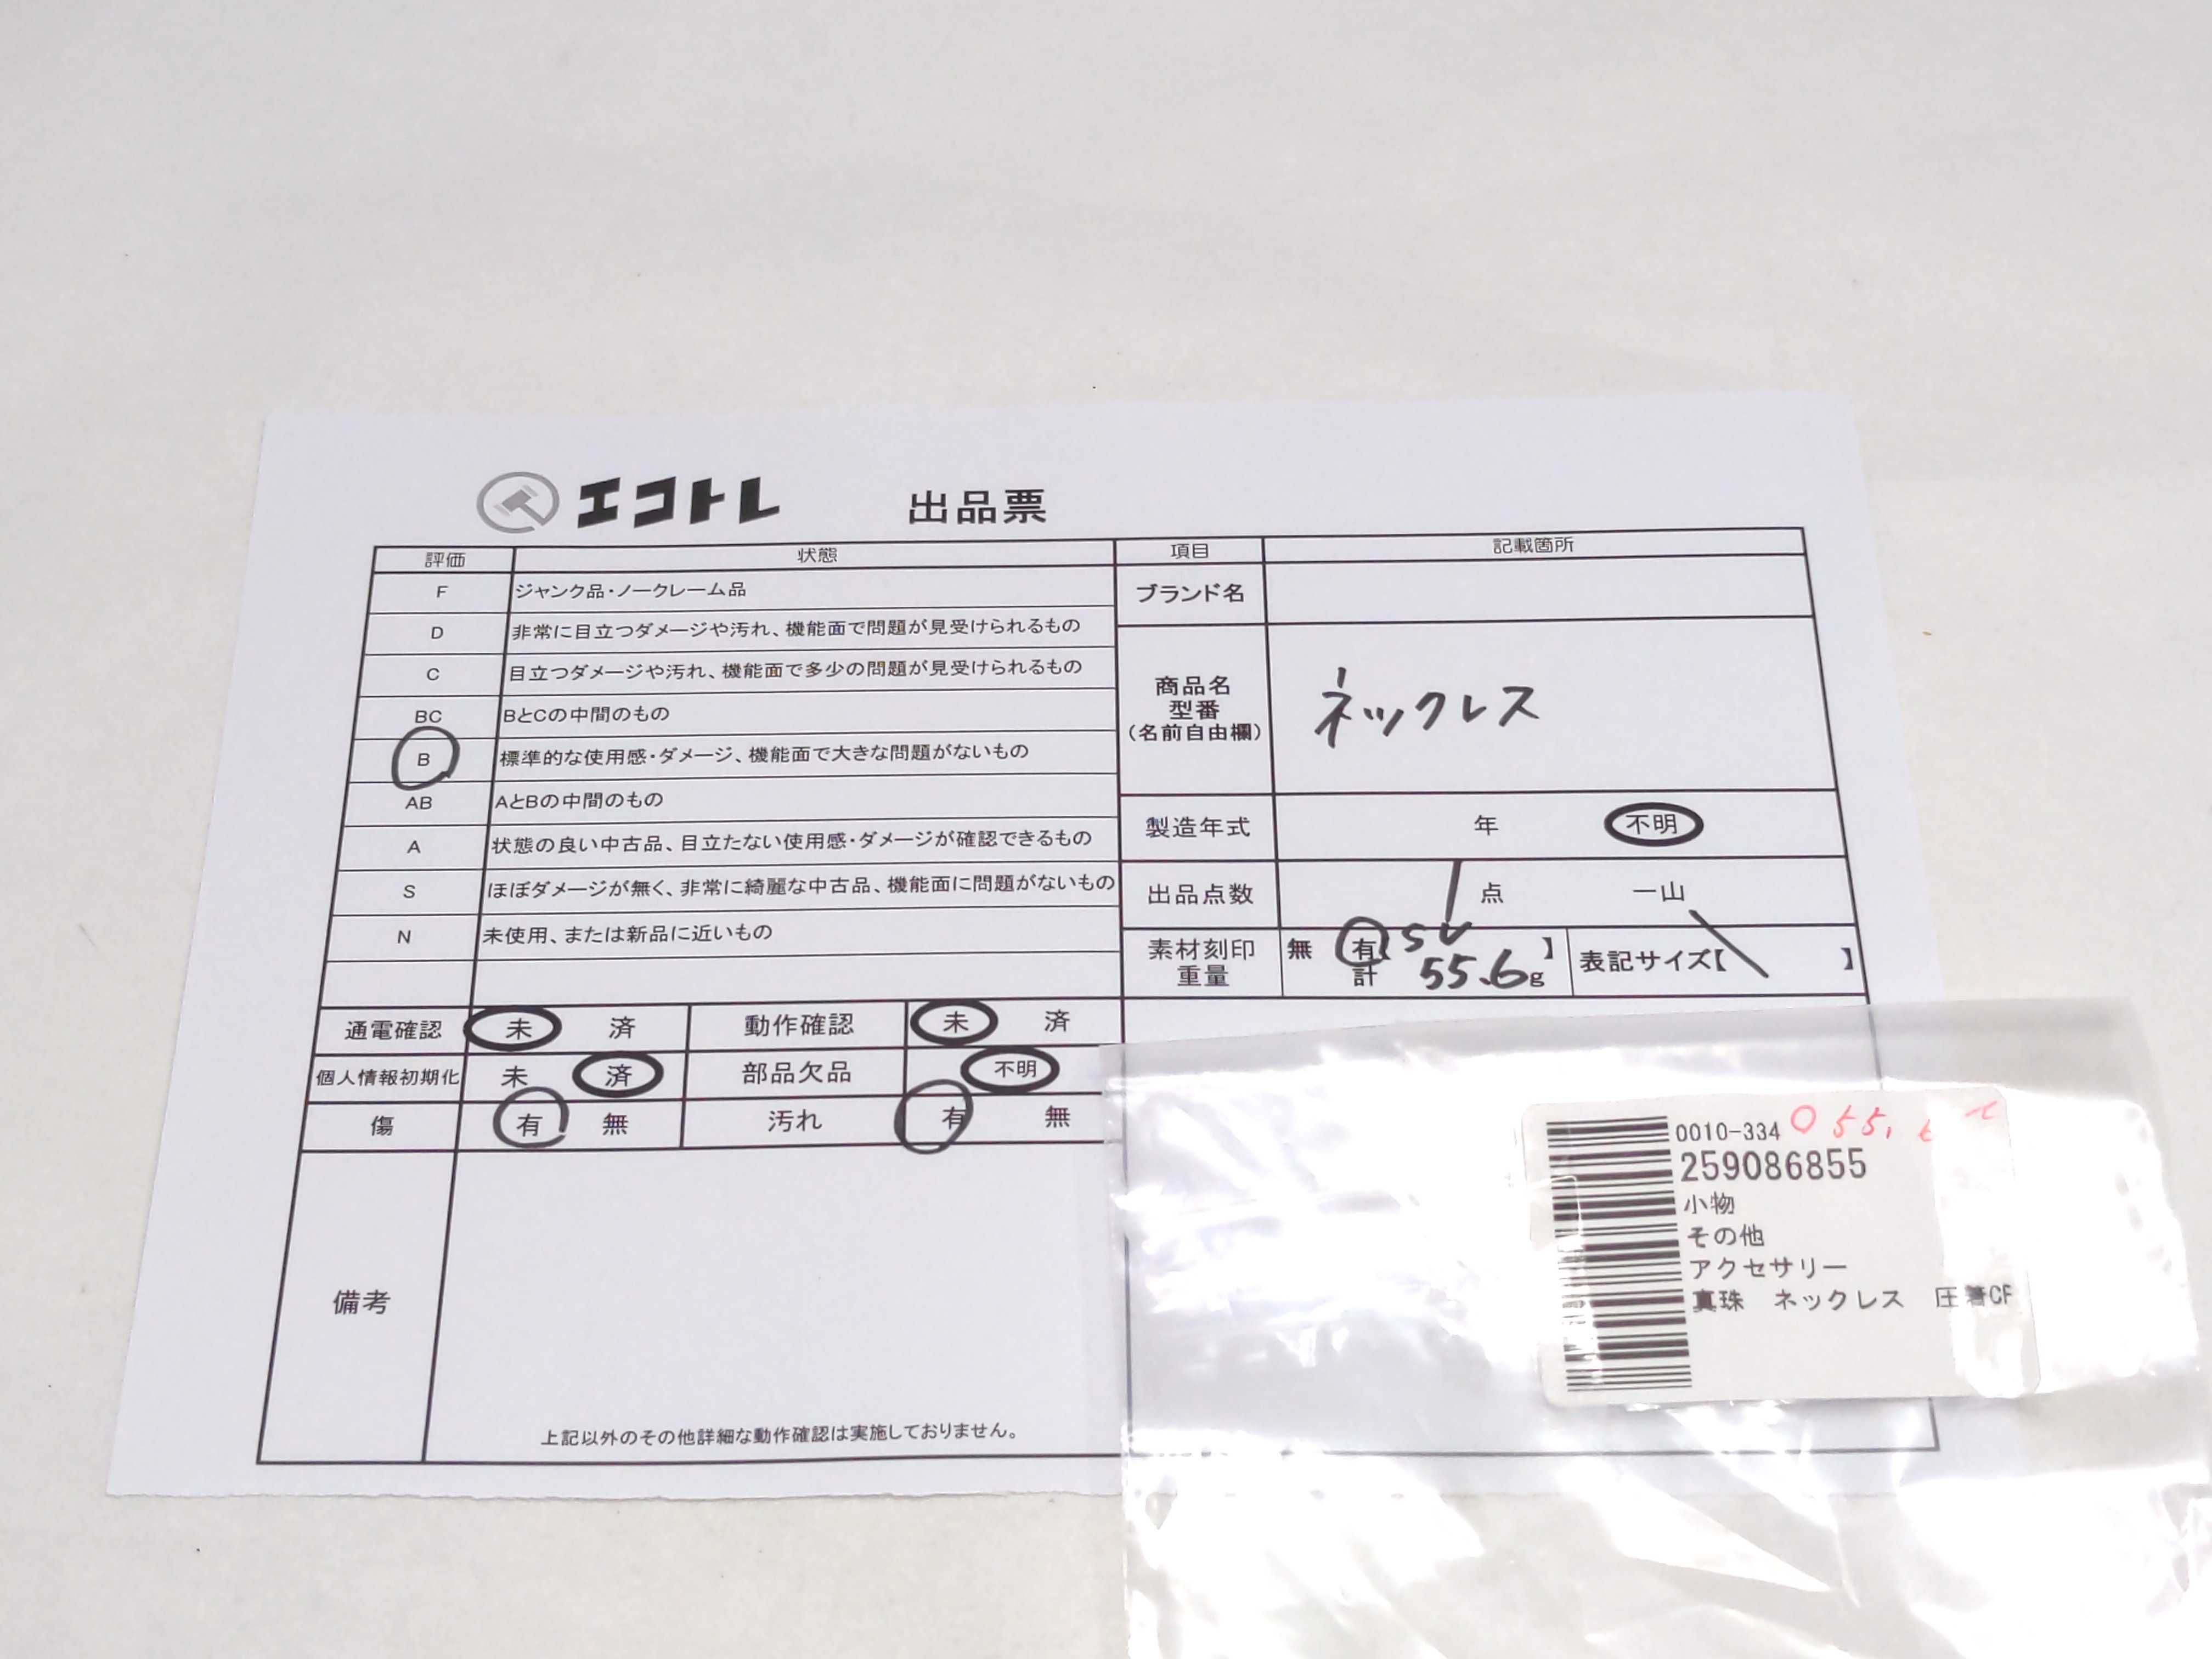 エコトレ 出品票
評価 状態 項目 記載箇所
F ジャンク品・ノークレーム品
D 非常に目立つダメージや汚れ、機能面で問題が見受けられるもの
C 目立つダメージや汚れ、機能面で多少の問題が見受けられるもの
BC BとCの中間のもの
B 標準的な使用感・ダメージ、機能面で大きな問題がないもの
AB AとBの中間のもの
A 状態の良い中古品、目立たない使用感・ダメージが確認できるもの
S ほぼダメージが無く、非常に綺麗な中古品、機能面に問題がないもの
N 未使用、または新品に近いもの
ブランド名
商品名
型番
(名前自由欄)
ネックレス
製造年式 年 不明
出品点数 1 点 一山
素材刻印
重量
無 有【SV】
計 55.6g
表記サイズ【 】
通電確認 未 済 動作確認 未 済
個人情報初期化 未 済 部品欠品 不明
傷 有 無 汚れ 有 無
備考
上記以外のその他詳細な動作確認は実施しておりません。
0010-334
259086855
小物
その他
アクセサリー
真珠 ネックレス 圧着CF